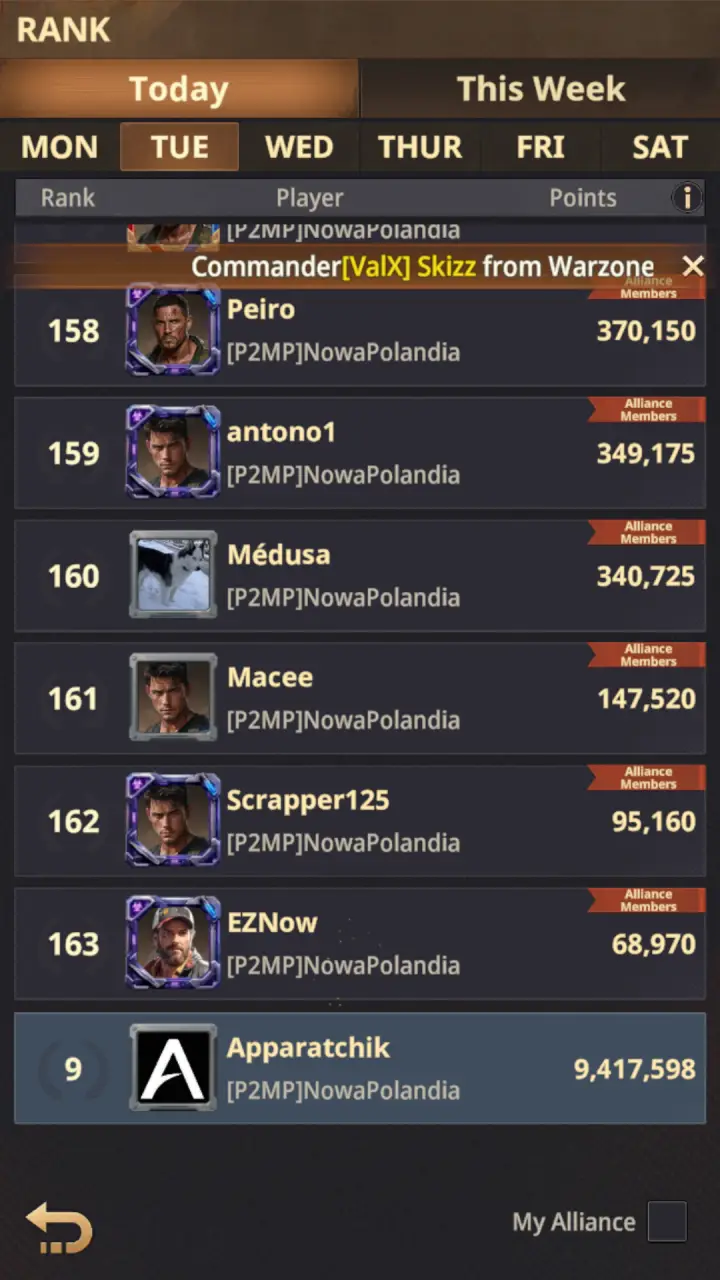 RANK
Today
This Week
MON
TUE
WED
THUR
FRI
SAT
Rank
Player
Points
i
[P2MP]NowaPolandia
Commander[ValX] Skizz from Warzone
Alliance
Members
158
Peiro
[P2MP]NowaPolandia
370,150
Alliance
Members
159
antono1
[P2MP]NowaPolandia
349,175
Alliance
Members
160
Médusa
[P2MP]NowaPolandia
340,725
Alliance
Members
161
Macee
[P2MP]NowaPolandia
147,520
Alliance
Members
162
Scrapper125
[P2MP]NowaPolandia
95,160
Alliance
Members
163
EZNow
[P2MP]NowaPolandia
68,970
9
Apparatchik
[P2MP]NowaPolandia
9,417,598
My Alliance